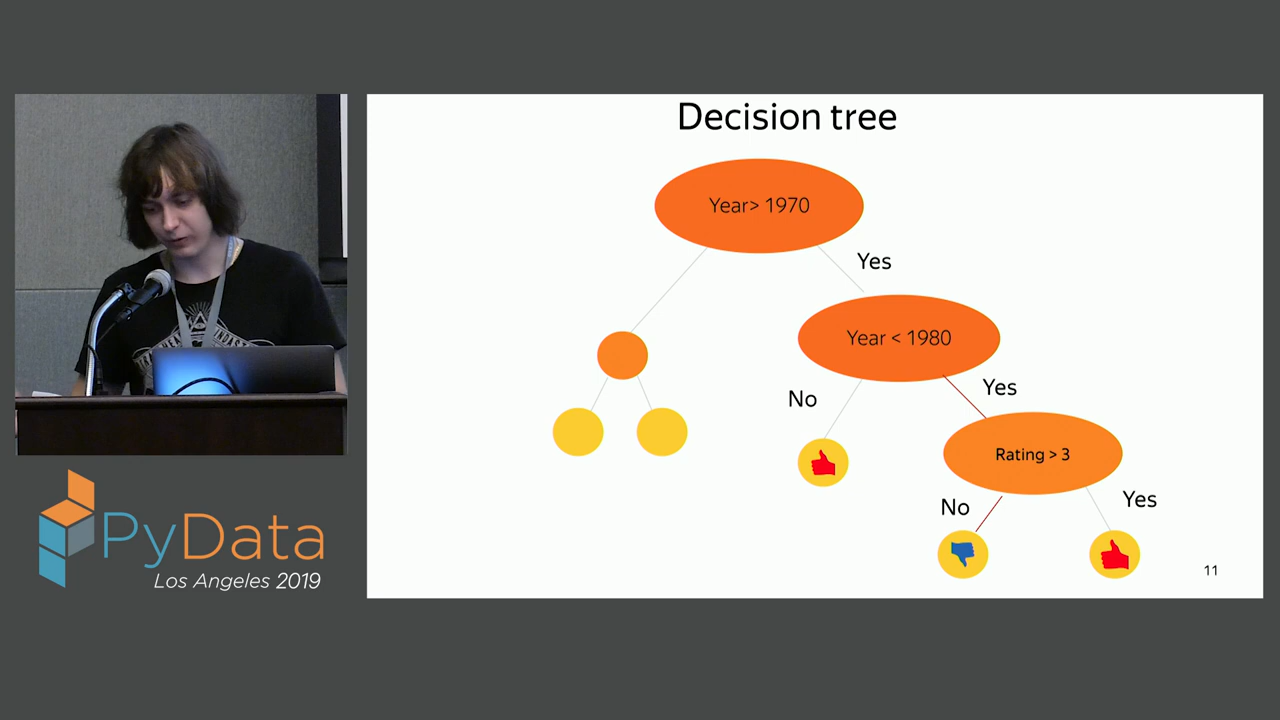 Decision tree
Year> 1970
Yes
Year < 1980
No
Yes
Rating > 3
No
Yes
11
PyData
Los Angeles 2019